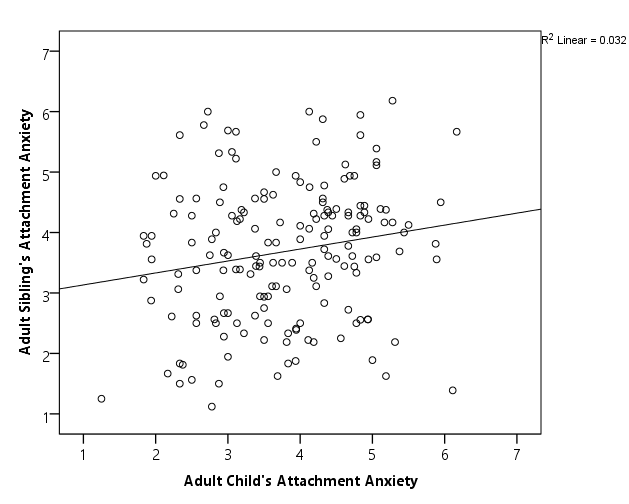 R² Linear = 0.032
7
6
5
4
3
2
1
Adult Sibling's Attachment Anxiety
1 2 3 4 5 6 7
Adult Child's Attachment Anxiety